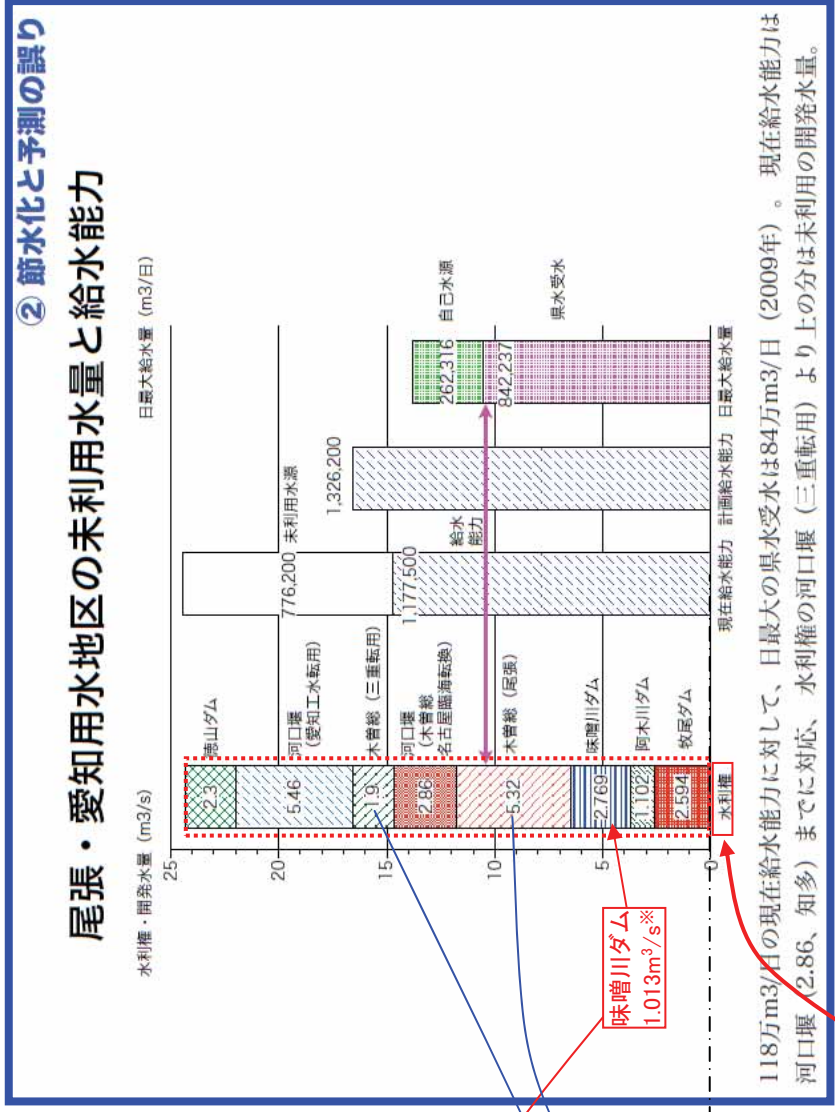 ② 節水化と予測の誤り
尾張・愛知用水地区の未利用水量と給水能力
水利権・開発水量（m3/s）
日最大給水量（m3/日）
25
20
15
10
5
0
2.3
5.46
1.9
2.86
5.32
2.769
1.102
2.594
水利権
徳山ダム
河口堰
（愛知工水転用）
木曽総（三重転用）
河口堰
（木曽総
名古屋臨海転換）
木曽総（尾張）
味噌川ダム
阿木川ダム
牧尾ダム
776,200
未利用水源
1,177,500
給水
能力
1,326,200
262,316
842,237
自己水源
県水受水
現在給水能力
計画給水能力
日最大給水量
味噌川ダム
1.013m³/s※
118万m3/日の現在給水能力に対して、日最大の県水受水は84万m3/日（2009年）。 現在給水能力は
河口堰（2.86、知多）までに対応、 水利権の河口堰（三重転用）より上の分は未利用の開発水量。